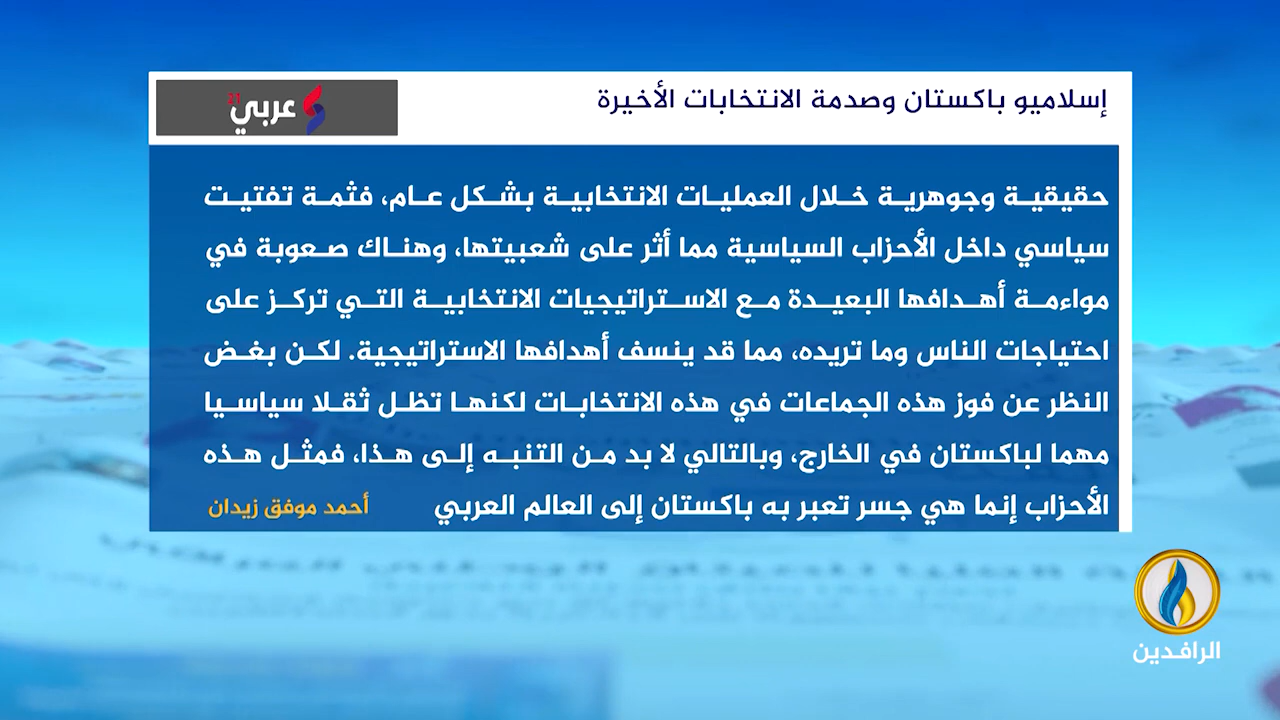 إسلاميو باكستان وصدمة الانتخابات الأخيرة
عربي 21
حقيقية وجوهرية خلال العمليات الانتخابية بشكل عام، فثمة تفتيت
سياسي داخل الأحزاب السياسية مما أثر على شعبيتها، وهناك صعوبة في
مواءمة أهدافها البعيدة مع الاستراتيجيات الانتخابية التي تركز على
احتياجات الناس وما تريده، مما قد ينسف أهدافها الاستراتيجية. لكن بغض
النظر عن فوز هذه الجماعات في هذه الانتخابات لكنها تظل ثقلا سياسيا
مهما لباكستان في الخارج، وبالتالي لا بد من التنبه إلى هذا، فمثل هذه
الأحزاب إنما هي جسر تعبر به باكستان إلى العالم العربي
أحمد موفق زيدان
الرافدين